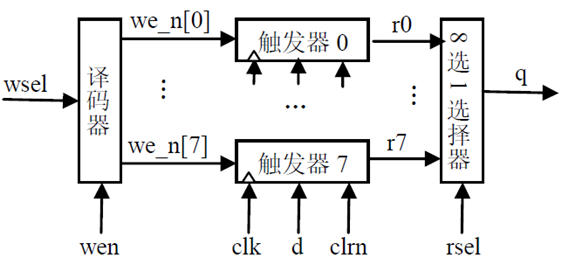 wsel
译码器
wen
we_n[0]
⋮
we_n[7]
触发器 0
...
触发器 7
clk
d
clrn
r0
⋮
r7
8选1选择器
rsel
q